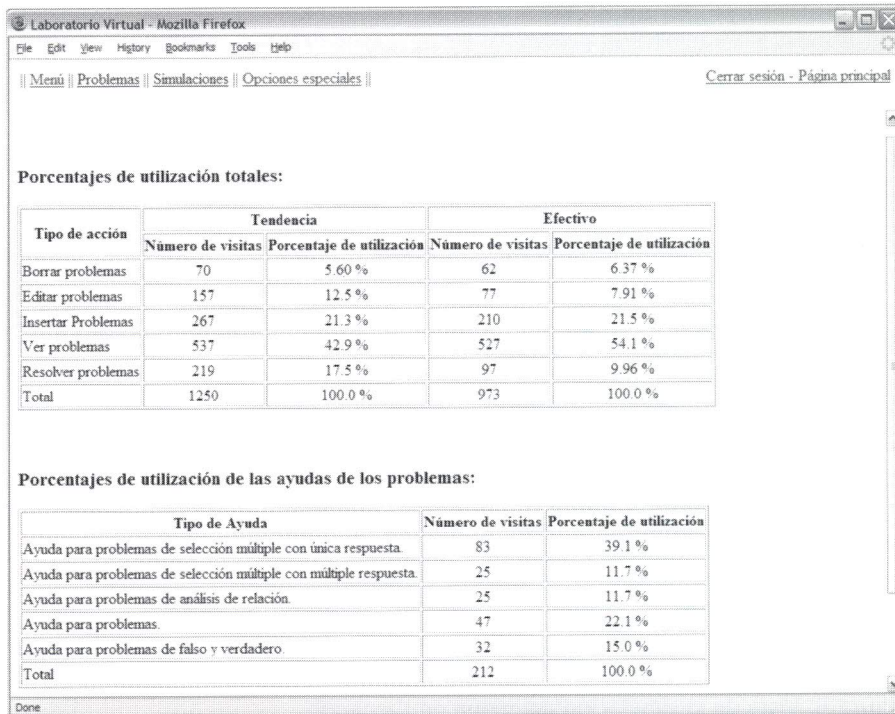 Laboratorio Virtual - Mozilla Firefox
File Edit View History Bookmarks Tools Help
|| Menú || Problemas || Simulaciones || Opciones especiales || Cerrar sesión - Página principal
Porcentajes de utilización totales:
Tipo de acción Tendencia Efectivo
Número de visitas Porcentaje de utilización Número de visitas Porcentaje de utilización
Borrar problemas 70 5.60 % 62 6.37 %
Editar problemas 157 12.5 % 77 7.91 %
Insertar Problemas 267 21.3 % 210 21.5 %
Ver problemas 537 42.9 % 527 54.1 %
Resolver problemas 219 17.5 % 97 9.96 %
Total 1250 100.0 % 973 100.0 %
Porcentajes de utilización de las ayudas de los problemas:
Tipo de Ayuda Número de visitas Porcentaje de utilización
Ayuda para problemas de selección múltiple con única respuesta. 83 39.1 %
Ayuda para problemas de selección múltiple con múltiple respuesta. 25 11.7 %
Ayuda para problemas de análisis de relación. 25 11.7 %
Ayuda para problemas. 47 22.1 %
Ayuda para problemas de falso y verdadero. 32 15.0 %
Total 212 100.0 %
Done